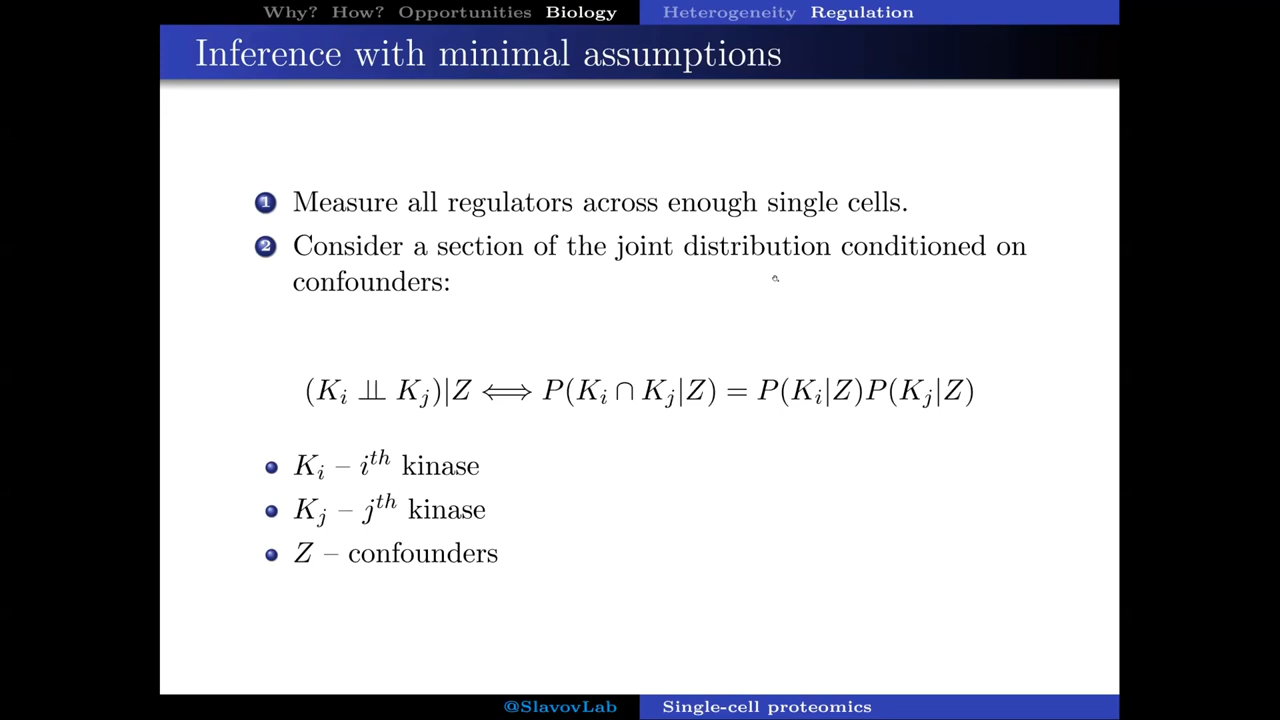 Why? How? Opportunities Biology Heterogeneity Regulation
Inference with minimal assumptions
1 Measure all regulators across enough single cells.
2 Consider a section of the joint distribution conditioned on
confounders:
(K_i ⫫ K_j)|Z ⟺ P(K_i ∩ K_j|Z) = P(K_i|Z)P(K_j|Z)
• K_i – i^{th} kinase
• K_j – j^{th} kinase
• Z – confounders
@SlavovLab Single-cell proteomics